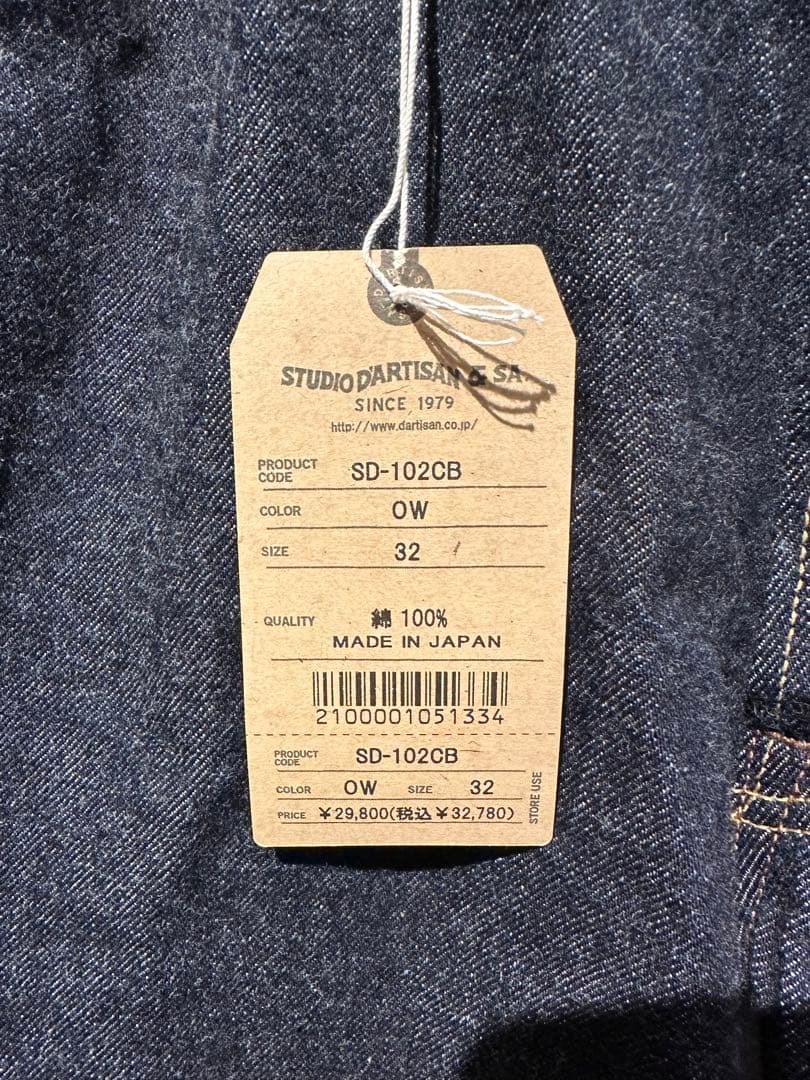 STUDIO D'ARTISAN & SA.
SINCE 1979
http://www.dartisan.co.jp/
PRODUCT CODE SD-102CB
COLOR OW
SIZE 32
QUALITY 綿 100%
MADE IN JAPAN
2100001051334
PRODUCT CODE SD-102CB
COLOR OW SIZE 32
PRICE ¥29,800(税込¥32,780)
STORE USE